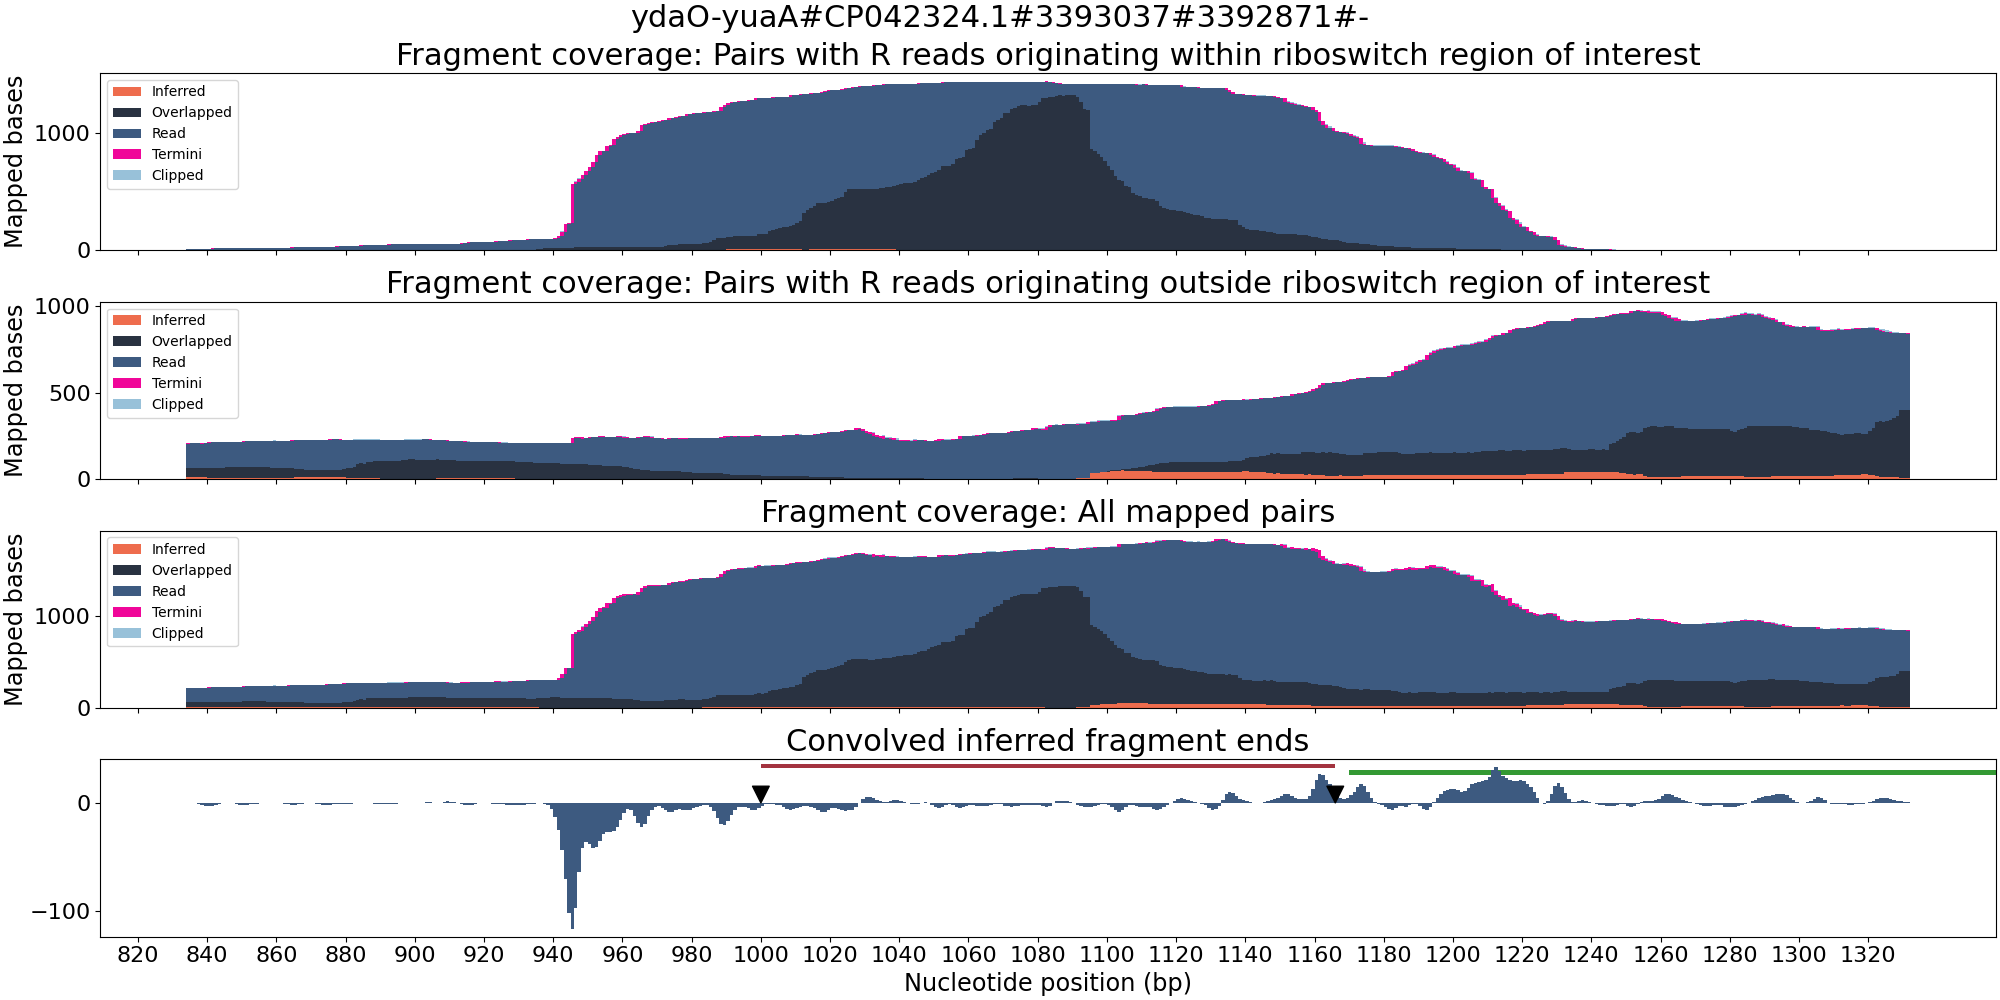 ydaO-yuaA#CP042324.1#3393037#3392871#-
Fragment coverage: Pairs with R reads originating within riboswitch region of interest
Mapped bases
1000
0
Inferred
Overlapped
Read
Termini
Clipped
Fragment coverage: Pairs with R reads originating outside riboswitch region of interest
Mapped bases
1000
500
0
Inferred
Overlapped
Read
Termini
Clipped
Fragment coverage: All mapped pairs
Mapped bases
1000
0
Inferred
Overlapped
Read
Termini
Clipped
Convolved inferred fragment ends
0
−100
820 840 860 880 900 920 940 960 980 1000 1020 1040 1060 1080 1100 1120 1140 1160 1180 1200 1220 1240 1260 1280 1300 1320
Nucleotide position (bp)